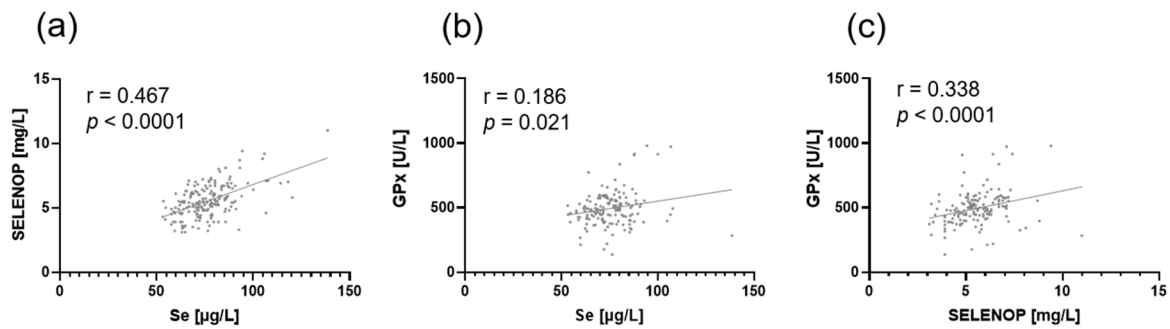 (a)
r = 0.467
p < 0.0001
SELENOP [mg/L]
15
10
5
0
0 50 100 150
Se [µg/L]
(b)
r = 0.186
p = 0.021
GPx [U/L]
1500
1000
500
0
0 50 100 150
Se [µg/L]
(c)
r = 0.338
p < 0.0001
GPx [U/L]
1500
1000
500
0
0 5 10 15
SELENOP [mg/L]